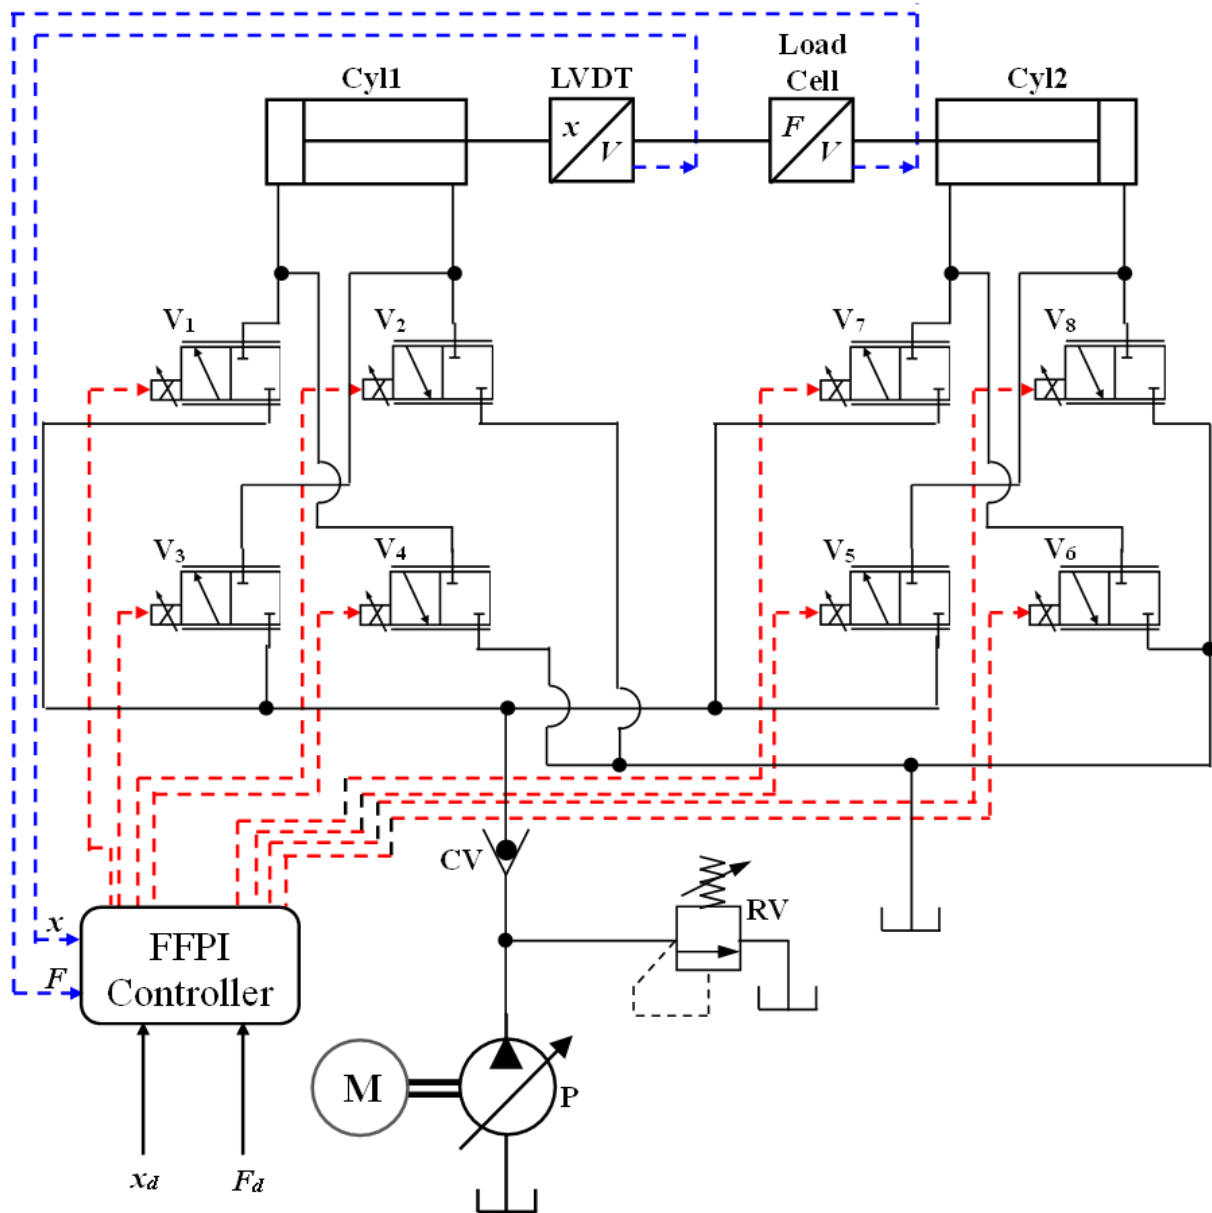 Load
Cyl1 LVDT Cell Cyl2
x V F V
V1 V2 V7 V8
V3 V4 V5 V6
CV
RV
x
F
FFPI
Controller
M P
xd Fd